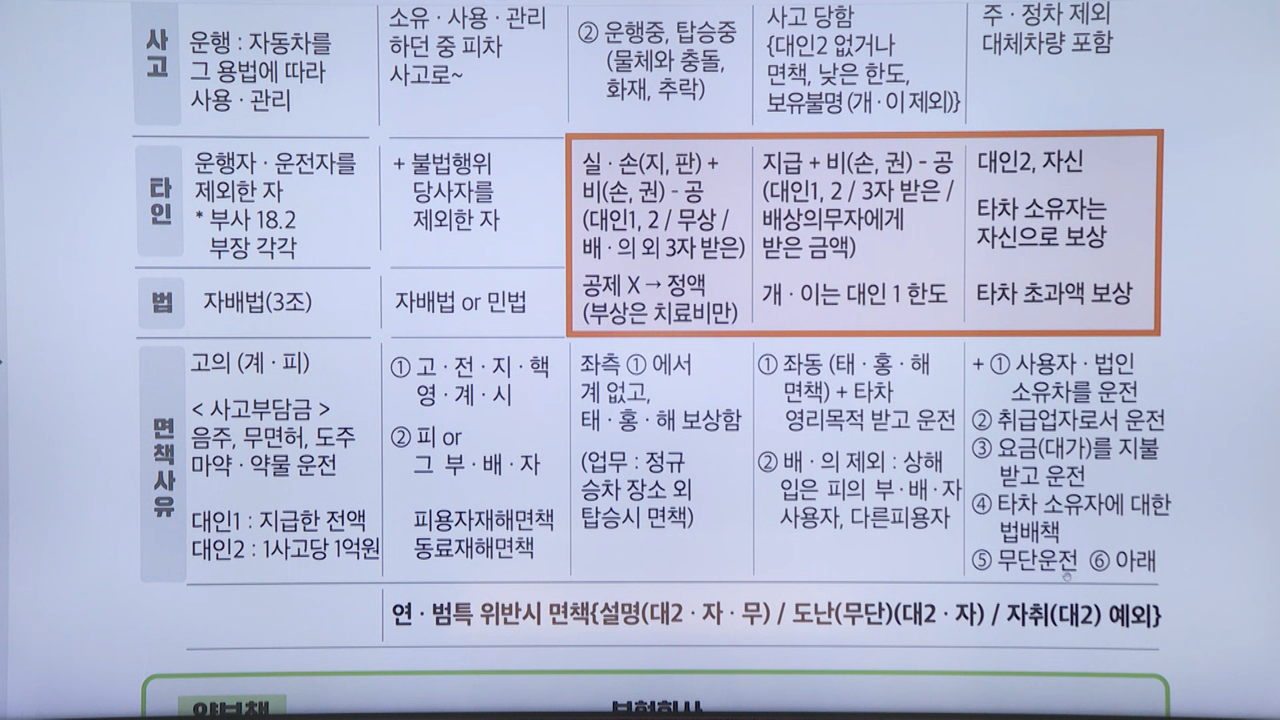 사고
운행 : 자동차를
그 용법에 따라
사용 · 관리
소유 · 사용 · 관리
하던 중 피차
사고로~
② 운행중, 탑승중
(물체와 충돌,
화재, 추락)
사고 당함
{대인2 없거나
면책, 낮은 한도,
보유불명 (개 · 이 제외)}
주 · 정차 제외
대체차량 포함
타인
운행자 · 운전자를
제외한 자
* 부사 18.2
부장 각각
+ 불법행위
당사자를
제외한 자
실 · 손(지, 판) +
비(손, 권) - 공
(대인1, 2 / 무상 /
배 · 의 외 3자 받은)
공제 X → 정액
(부상은 치료비만)
지급 + 비(손, 권) - 공
(대인1, 2 / 3자 받은 /
배상의무자에게
받은 금액)
개 · 이는 대인 1 한도
대인2, 자신
타차 소유자는
자신으로 보상
타차 초과액 보상
법
자배법(3조)
자배법 or 민법
면책사유
고의 (계 · 피)
< 사고부담금 >
음주, 무면허, 도주
마약 · 약물 운전
대인1 : 지급한 전액
대인2 : 1사고당 1억원
① 고 · 전 · 지 · 핵
영 · 계 · 시
② 피 or
그 부 · 배 · 자
피용자재해면책
동료재해면책
좌측 ① 에서
계 없고,
태 · 홍 · 해 보상함
(업무 : 정규
승차 장소 외
탑승시 면책)
① 좌동 (태 · 홍 · 해
면책) + 타차
영리목적 받고 운전
② 배 · 의 제외 : 상해
입은 피의 부 · 배 · 자
사용자, 다른피용자
+ ① 사용자 · 법인
소유차를 운전
② 취급업자로서 운전
③ 요금(대가)를 지불
받고 운전
④ 타차 소유자에 대한
법배책
⑤ 무단운전 ⑥ 아래
연 · 범특 위반시 면책{설명(대2 · 자 · 무) / 도난(무단)(대2 · 자) / 자취(대2) 예외}